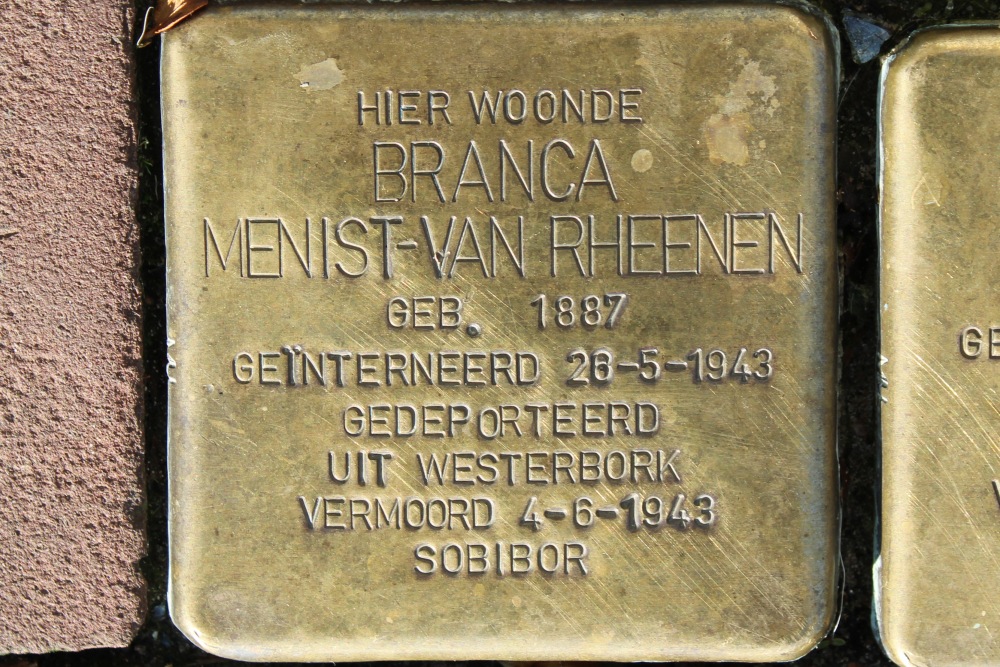 HIER WOONDE
BRANCA
MENIST-VAN RHEENEN
GEB. 1887
GEÏNTERNEERD 26-5-1943
GEDEPORTEERD
UIT WESTERBORK
VERMOORD 4-6-1943
SOBIBOR
GE